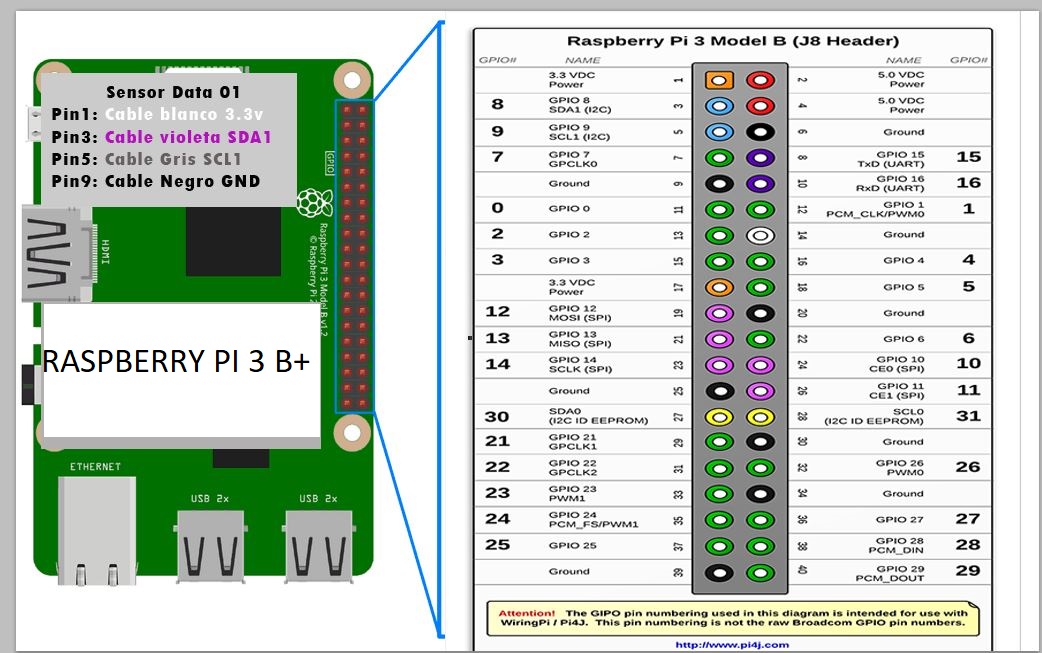 Sensor Data 01
Pin1: Cable blanco 3.3v
Pin3: Cable violeta SDA1
Pin5: Cable Gris SCL1
Pin9: Cable Negro GND
GPIO
HDMI
Raspberry Pi 3 Model B v1.2
© Raspberry Pi
RASPBERRY PI 3 B+
ETHERNET
USB 2x
USB 2x
Raspberry Pi 3 Model B (J8 Header)
GPIO# NAME NAME GPIO#
3.3 VDC Power 1 2 5.0 VDC Power
8 GPIO 8 SDA1 (I2C) 3 4 5.0 VDC Power
9 GPIO 9 SCL1 (I2C) 5 6 Ground
7 GPIO 7 GPCLK0 7 8 GPIO 15 TxD (UART) 15
Ground 9 10 GPIO 16 RxD (UART) 16
0 GPIO 0 11 12 GPIO 1 PCM_CLK/PWM0 1
2 GPIO 2 13 14 Ground
3 GPIO 3 15 16 GPIO 4 4
3.3 VDC Power 17 18 GPIO 5 5
12 GPIO 12 MOSI (SPI) 19 20 Ground
13 GPIO 13 MISO (SPI) 21 22 GPIO 6 6
14 GPIO 14 SCLK (SPI) 23 24 GPIO 10 CE0 (SPI) 10
Ground 25 26 GPIO 11 CE1 (SPI) 11
30 SDA0 (I2C ID EEPROM) 27 28 SCL0 (I2C ID EEPROM) 31
21 GPIO 21 GPCLK1 29 30 Ground
22 GPIO 22 GPCLK2 31 32 GPIO 26 PWM0 26
23 GPIO 23 PWM1 33 34 Ground
24 GPIO 24 PCM_FS/PWM1 35 36 GPIO 27 27
25 GPIO 25 37 38 GPIO 28 PCM_DIN 28
Ground 39 40 GPIO 29 PCM_DOUT 29
Attention! The GIPO pin numbering used in this diagram is intended for use with
WiringPi / Pi4J. This pin numbering is not the raw Broadcom GPIO pin numbers.
http://www.pi4j.com